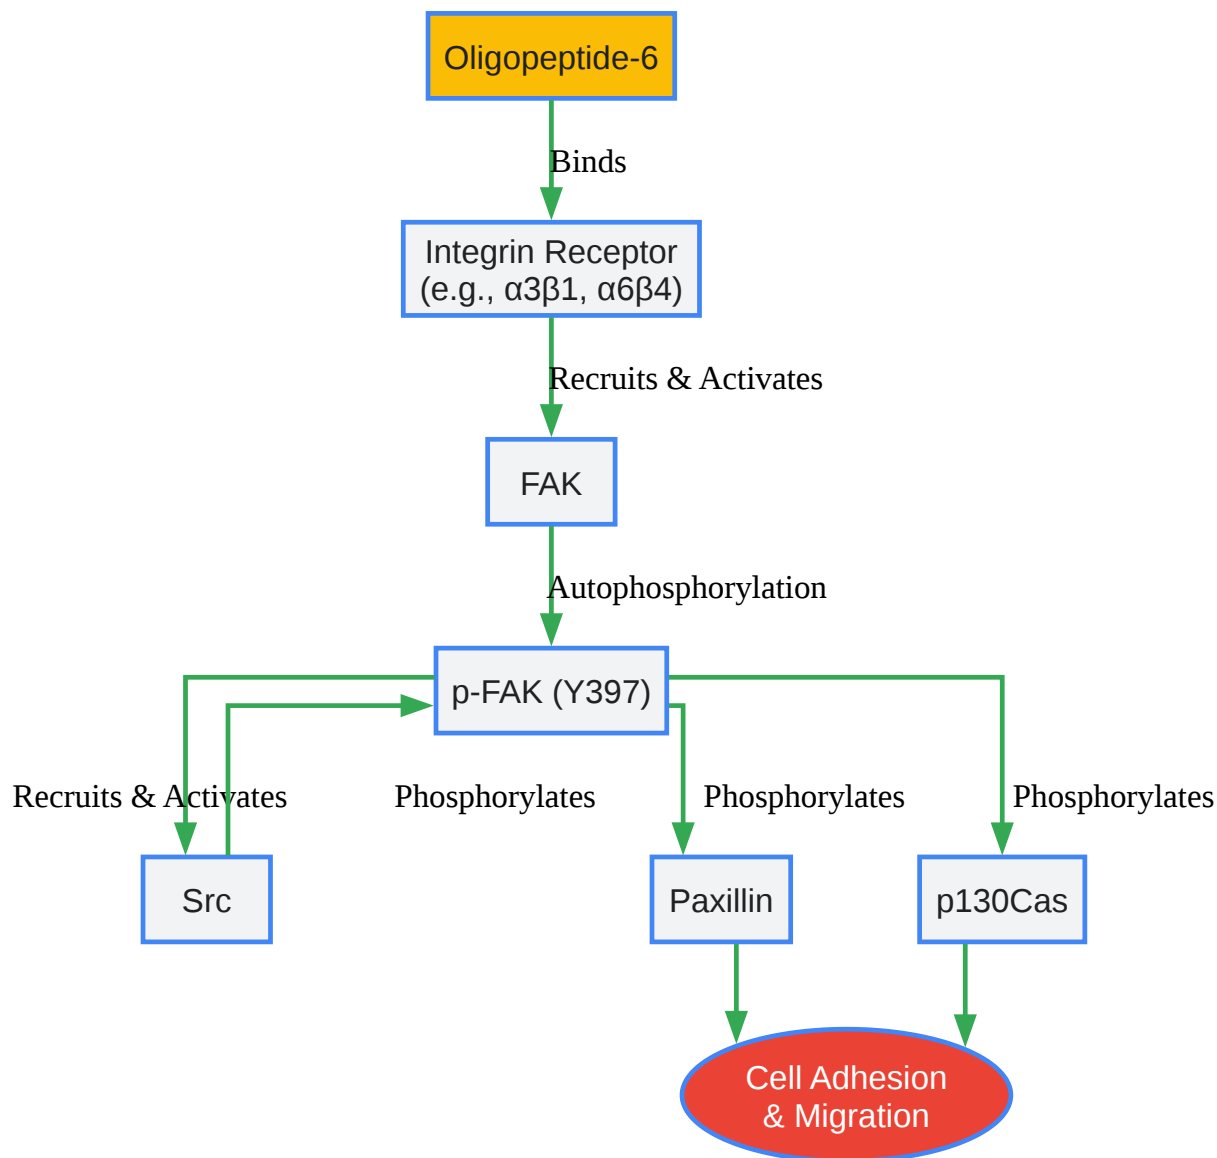 Oligopeptide-6
Binds
Integrin Receptor
(e.g., α3β1, α6β4)
Recruits & Activates
FAK
Autophosphorylation
p-FAK (Y397)
Recruits & Activates
Phosphorylates
Phosphorylates
Phosphorylates
Src
Paxillin
p130Cas
Cell Adhesion
& Migration